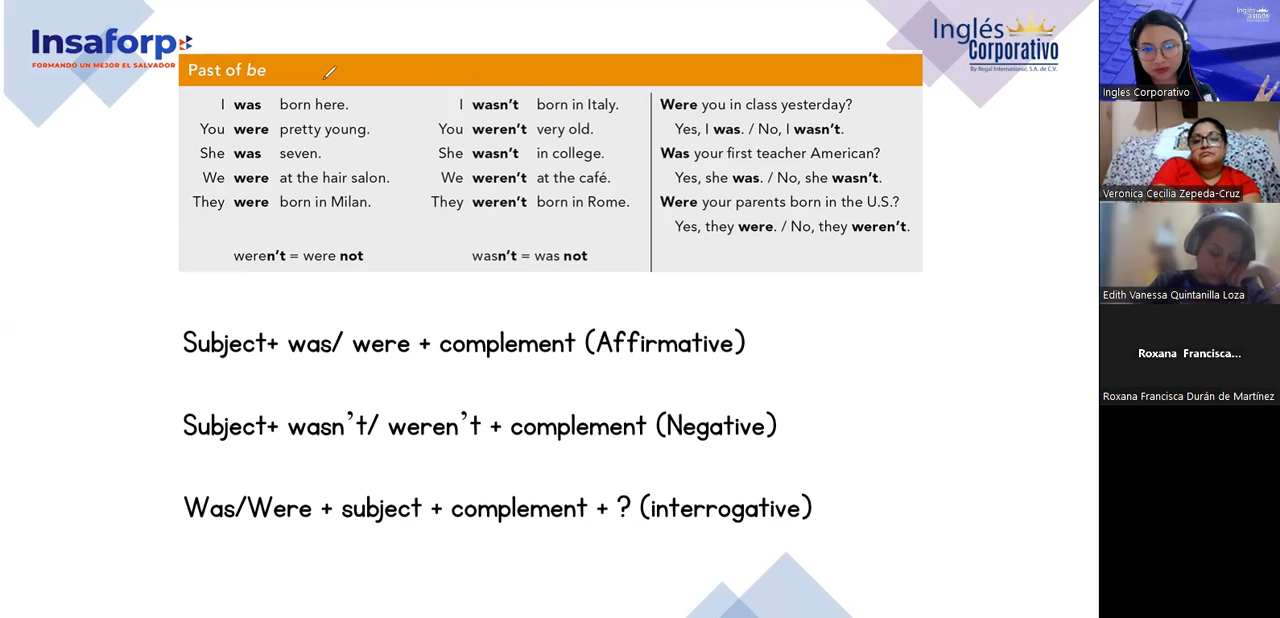 Insaforp
FORMANDO UN MEJOR EL SALVADOR
Inglés
Corporativo
By Regal International, S.A. de C.V.
Past of be
I was born here.
You were pretty young.
She was seven.
We were at the hair salon.
They were born in Milan.
weren't = were not
I wasn't born in Italy.
You weren't very old.
She wasn't in college.
We weren't at the café.
They weren't born in Rome.
wasn't = was not
Were you in class yesterday?
Yes, I was. / No, I wasn't.
Was your first teacher American?
Yes, she was. / No, she wasn't.
Were your parents born in the U.S.?
Yes, they were. / No, they weren't.
Subject+ was/ were + complement (Affirmative)
Subject+ wasn't/ weren't + complement (Negative)
Was/Were + subject + complement + ? (interrogative)
Inglés
Ingles Corporativo
Veronica Cecilia Zepeda-Cruz
Edith Vanessa Quintanilla Loza
Roxana Francisca...
Roxana Francisca Durán de Martínez